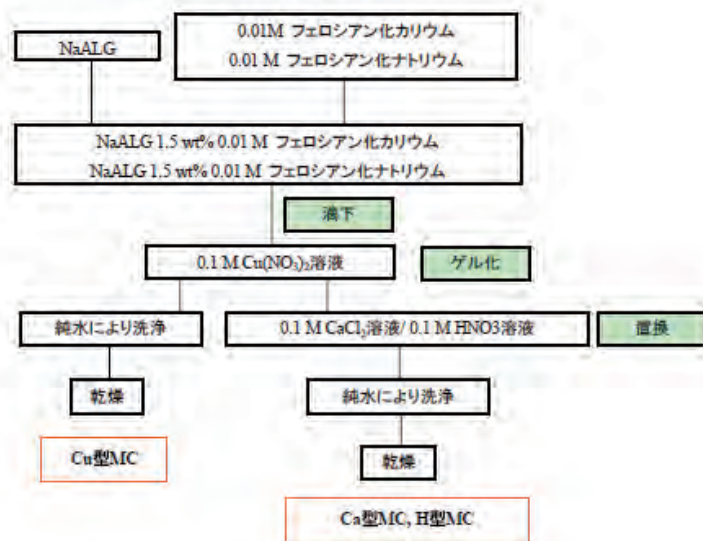 NaALG
0.01M フェロシアン化カリウム
0.01 M フェロシアン化ナトリウム
NaALG 1.5 wt% 0.01 M フェロシアン化カリウム
NaALG 1.5 wt% 0.01 M フェロシアン化ナトリウム
滴下
0.1 M Cu(NO₃)₂溶液
ゲル化
純水により洗浄
0.1 M CaCl₂溶液/ 0.1 M HNO3溶液
置換
乾燥
純水により洗浄
Cu型MC
乾燥
Ca型MC, H型MC